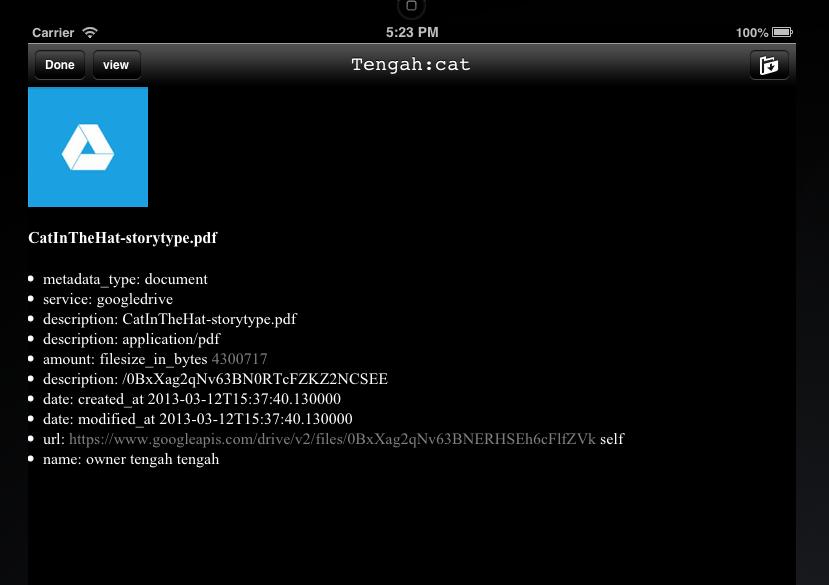 Carrier 5:23 PM 100%
Done view Tengah:cat
CatInTheHat-storytype.pdf
metadata_type: document
service: googledrive
description: CatInTheHat-storytype.pdf
description: application/pdf
amount: filesize_in_bytes 4300717
description: /0BxXag2qNv63BN0RTcFZKZ2NCSEE
date: created_at 2013-03-12T15:37:40.130000
date: modified_at 2013-03-12T15:37:40.130000
url: https://www.googleapis.com/drive/v2/files/0BxXag2qNv63BNERHSEh6cFlfZVk self
name: owner tengah tengah